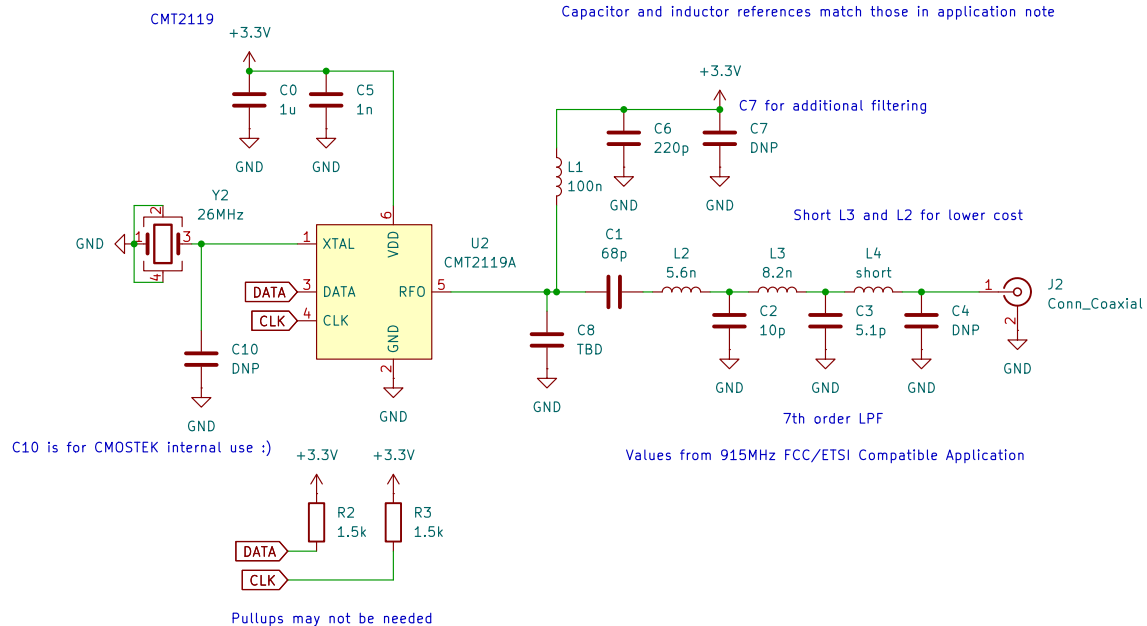 CMT2119
Capacitor and inductor references match those in application note
+3.3V
C0
1u
C5
1n
GND
GND
+3.3V
C7 for additional filtering
C6
220p
C7
DNP
L1
100n
GND
GND
Y2
26MHz
GND
1
2
3
4
1
XTAL
6
VDD
U2
CMT2119A
DATA
3
DATA
RFO
5
CLK
4
CLK
GND
2
GND
C10
DNP
GND
Short L3 and L2 for lower cost
C1
68p
L2
5.6n
L3
8.2n
L4
short
1
J2
Conn_Coaxial
2
GND
C8
TBD
GND
C2
10p
GND
C3
5.1p
GND
C4
DNP
GND
7th order LPF
Values from 915MHz FCC/ETSI Compatible Application
C10 is for CMOSTEK internal use :)
+3.3V
+3.3V
R2
1.5k
R3
1.5k
DATA
CLK
Pullups may not be needed